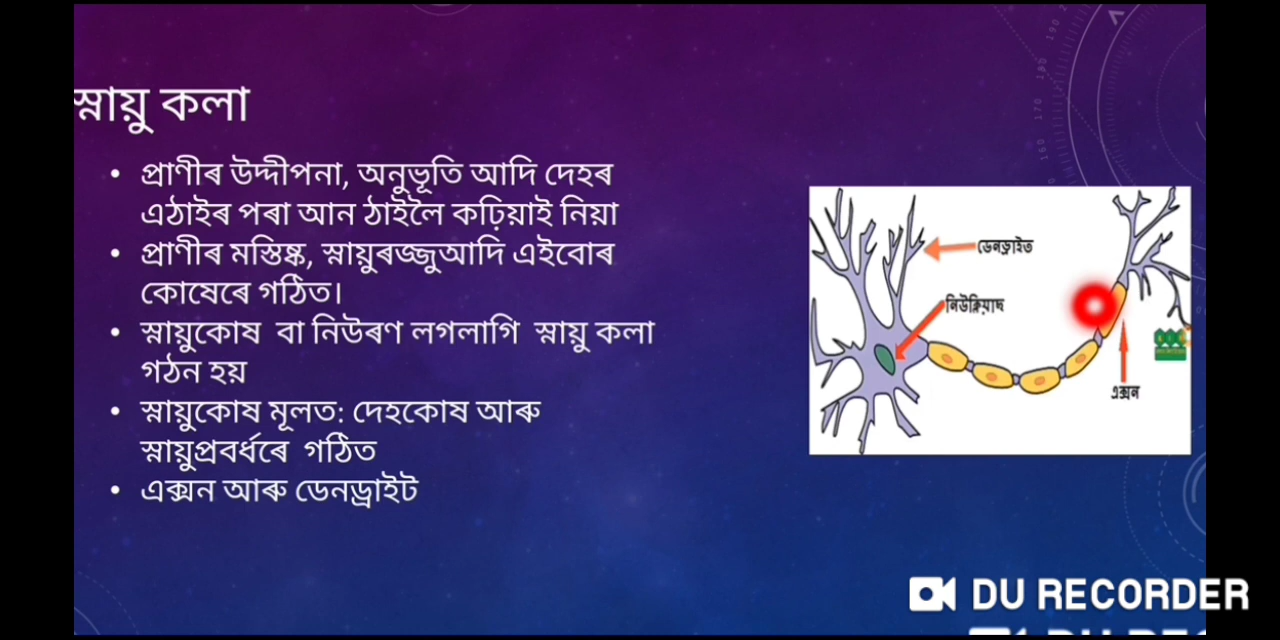 স্নায়ু কলা
• প্ৰাণীৰ উদ্দীপনা, অনুভূতি আদি দেহৰ
এঠাইৰ পৰা আন ঠাইলৈ কঢ়িয়াই নিয়া
• প্ৰাণীৰ মস্তিষ্ক, স্নায়ুৰজ্জুআদি এইবোৰ
কোষেৰে গঠিত।
• স্নায়ুকোষ বা নিউৰণ লগলাগি স্নায়ু কলা
গঠন হয়
• স্নায়ুকোষ মূলত: দেহকোষ আৰু
স্নায়ুপ্ৰবৰ্ধৰে গঠিত
• এক্সন আৰু ডেনড্ৰাইট
ডেনড্ৰাইত
নিউক্লিয়াছ
এক্সন
DU RECORDER